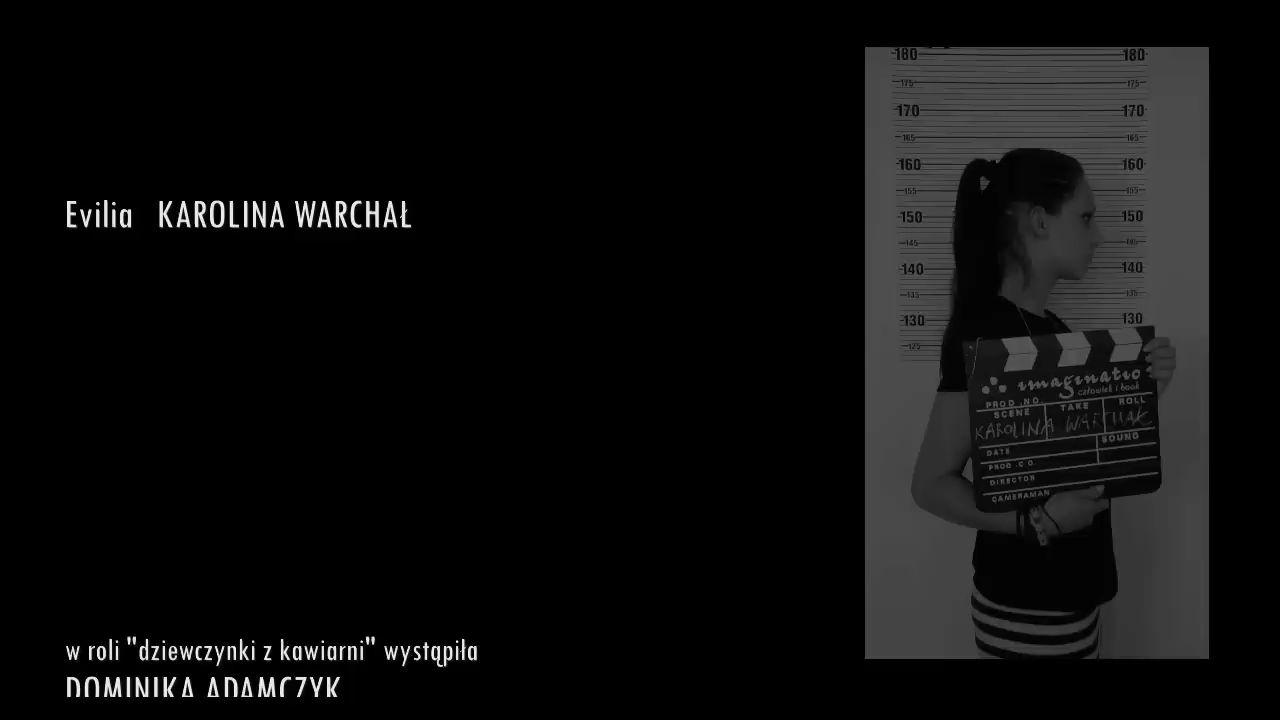 Evilia KAROLINA WARCHAŁ
w roli "dziewczynki z kawiarni" wystąpiła
DOMINIKA ADAMCZYK
180 180
175 175
170 170
165 165
160 160
155 155
150 150
145 145
140 140
135 135
130 130
125
imaginatio
człowiek i book
PROD .NO.
SCENE TAKE ROLL
KAROLINA WARCHAŁ
SOUND
DATE
PROD .C O.
DIRECTOR
CAMERAMAN